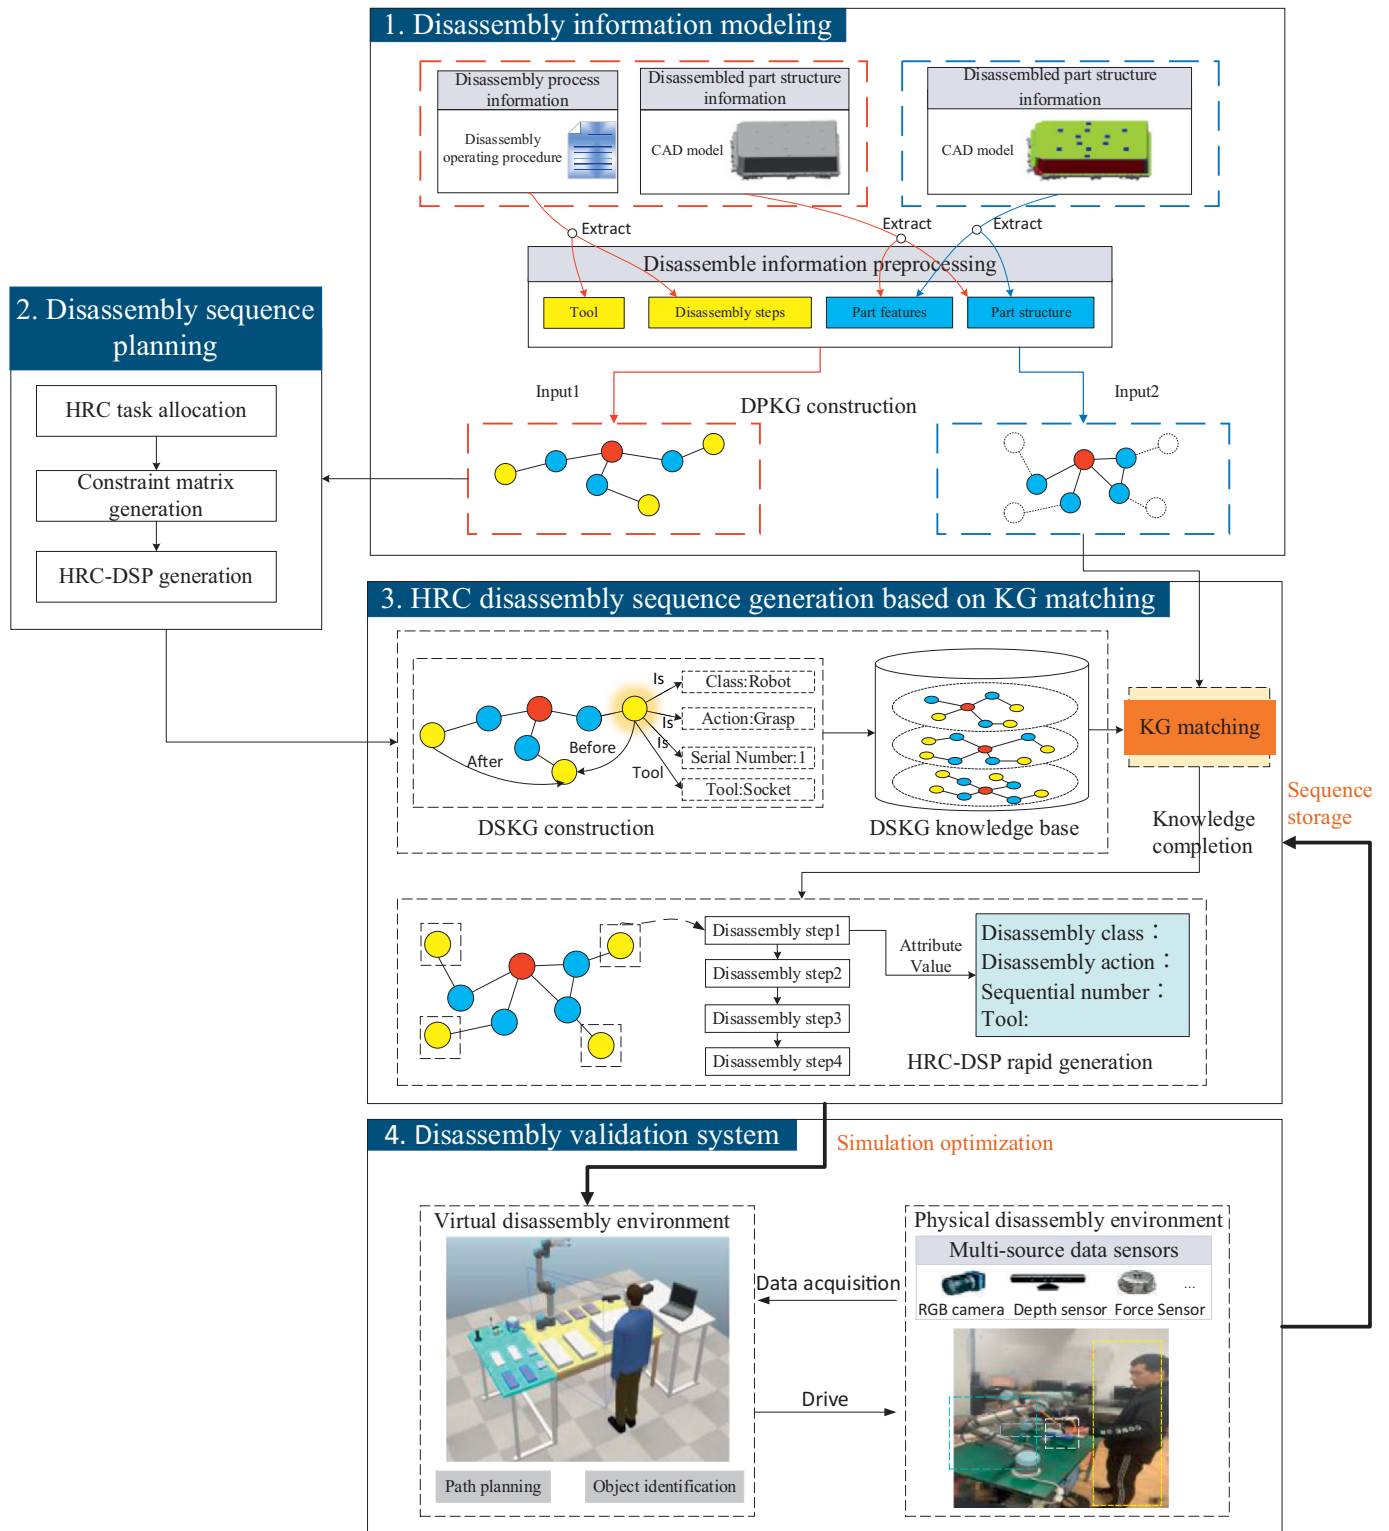 1. Disassembly information modeling
Disassembly process
information
Disassembly
operating procedure
Disassembled part structure
information
CAD model
Disassembled part structure
information
CAD model
Extract
Extract
Extract
Disassemble information preprocessing
Tool
Disassembly steps
Part features
Part structure
Input1
DPKG construction
Input2
2. Disassembly sequence
planning
HRC task allocation
Constraint matrix
generation
HRC-DSP generation
3. HRC disassembly sequence generation based on KG matching
Is
Class:Robot
Is
Action:Grasp
Is
Serial Number:1
Tool
Tool:Socket
After
Before
DSKG construction
DSKG knowledge base
KG matching
Knowledge
completion
Sequence
storage
Disassembly step1
Disassembly step2
Disassembly step3
Disassembly step4
Attribute
Value
Disassembly class：
Disassembly action：
Sequential number：
Tool:
HRC-DSP rapid generation
4. Disassembly validation system
Simulation optimization
Virtual disassembly environment
Path planning
Object identification
Data acquisition
Drive
Physical disassembly environment
Multi-source data sensors
...
RGB camera
Depth sensor
Force Sensor